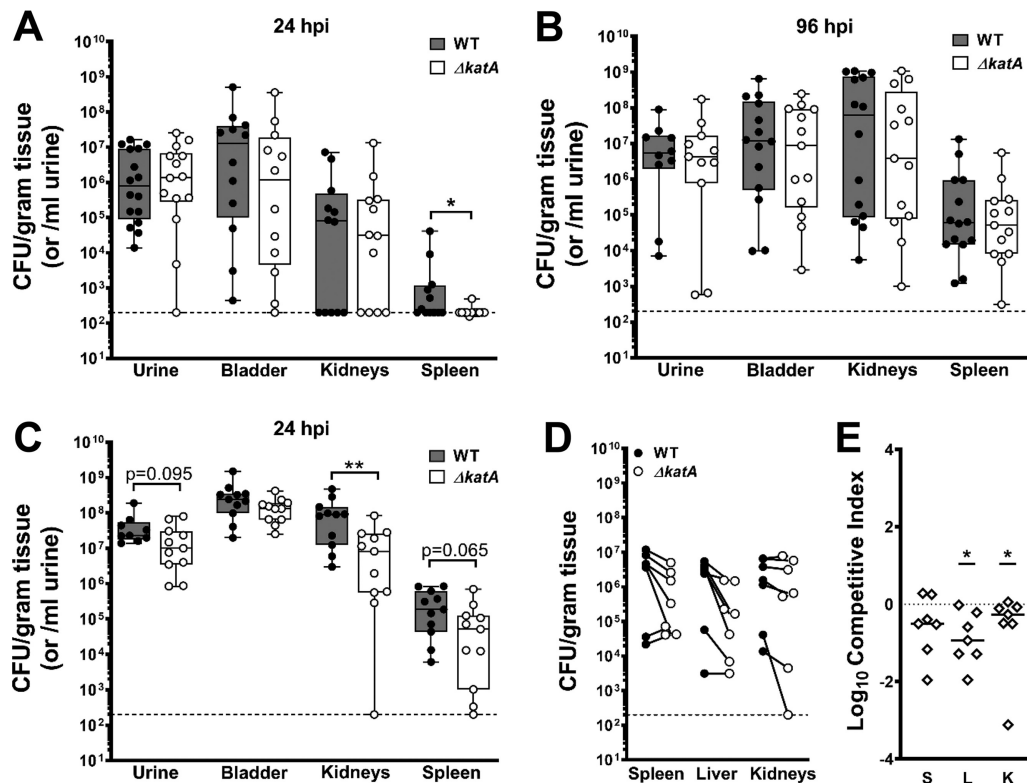 A
24 hpi
WT
ΔkatA
CFU/gram tissue
(or /ml urine)
10^10
10^9
10^8
10^7
10^6
10^5
10^4
10^3
10^2
10^1
*
Urine Bladder Kidneys Spleen
B
96 hpi
WT
ΔkatA
CFU/gram tissue
(or /ml urine)
10^10
10^9
10^8
10^7
10^6
10^5
10^4
10^3
10^2
10^1
Urine Bladder Kidneys Spleen
C
24 hpi
WT
ΔkatA
CFU/gram tissue
(or /ml urine)
10^10
10^9
10^8
10^7
10^6
10^5
10^4
10^3
10^2
10^1
p=0.095
**
p=0.065
Urine Bladder Kidneys Spleen
D
WT
ΔkatA
CFU/gram tissue
10^10
10^9
10^8
10^7
10^6
10^5
10^4
10^3
10^2
10^1
Spleen Liver Kidneys
E
Log10 Competitive Index
4
2
0
-2
-4
* *
S L K